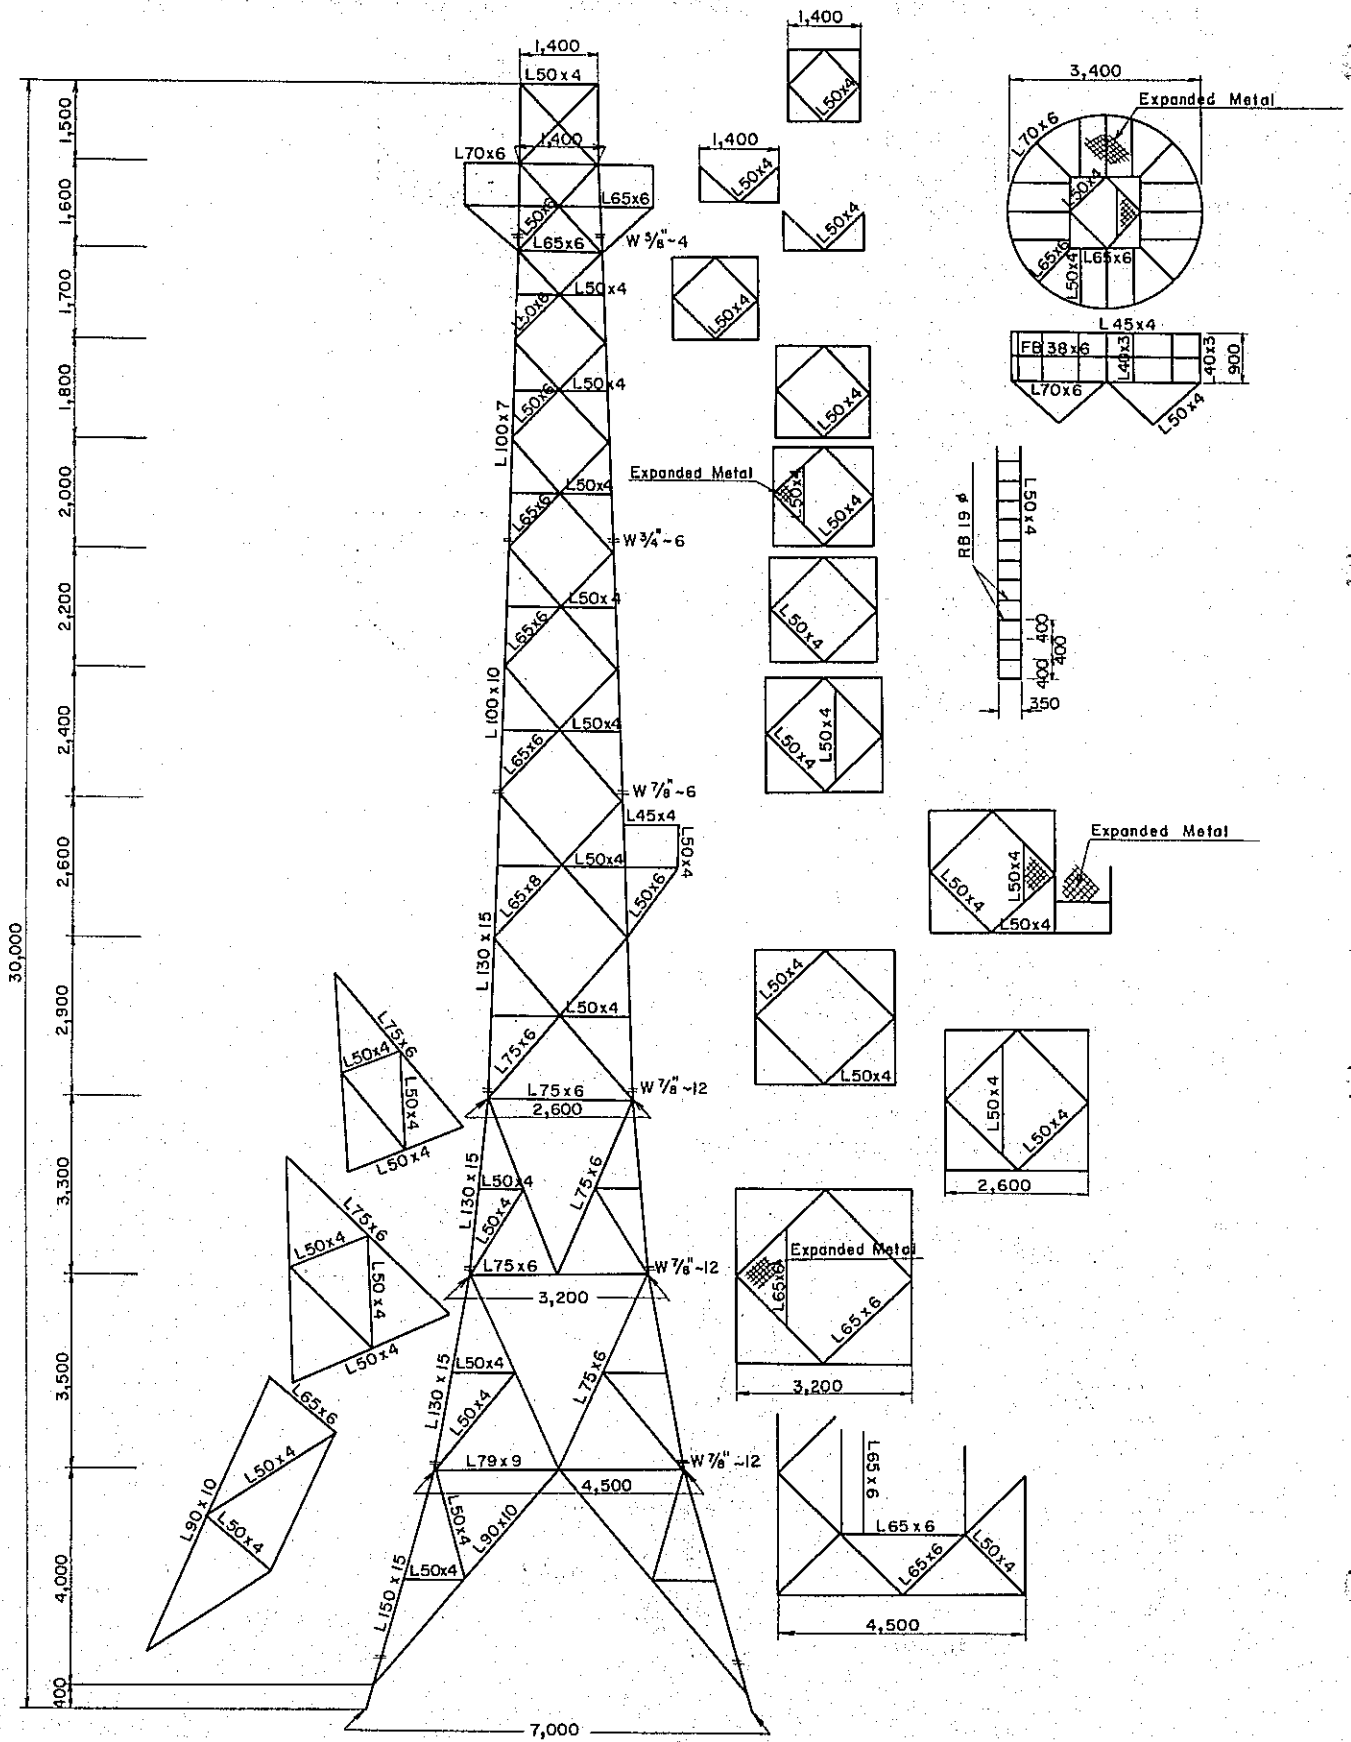 1,400
L50x4
1,400
L70x6
L65x6
L50x6
L65x6
W 5/8"~4
L50x4
L50x6
L50x4
L50x6
L100x7
L50x4
L65x6
W 3/4"~6
L50x4
L65x6
L100x10
L50x4
L65x6
W 7/8"~6
L45x4
L50x4
L50x4
L50x6
L65x8
L130x15
L50x4
L75x6
L75x6
W 7/8"~12
2,600
L50x4
L75x6
L130x15
L50x4
L75x6
W 7/8"~12
3,200
L50x4
L75x6
L130x15
L50x4
L79x9
W 7/8"~12
4,500
L50x4
L90x10
L50x4
L150x15
7,000
30,000
1,500
1,600
1,700
1,800
2,000
2,200
2,400
2,600
2,900
3,300
3,500
4,000
400
L75x6
L50x4
L50x4
L50x4
L75x6
L50x4
L50x4
L50x4
L65x6
L50x4
L90x10
L50x4
1,400
L50x4
1,400
L50x4
L50x4
L50x4
L50x4
Expanded Metal
L50x4
L50x4
L50x4
L50x4
L50x4
L50x4
L50x4
L50x4
Expanded Metal
L50x4
L50x4
L50x4
L50x4
L50x4
2,600
Expanded Metal
L65x6
L65x6
3,200
L65x6
L65x6
L65x6
L50x4
4,500
3,400
Expanded Metal
L70x6
L50x4
L65x6
L65x6
L50x4
L45x4
FB 38x6
L40x3
L40x3
900
L70x6
L50x4
L50x4
RB 19 ø
400
400
400
350